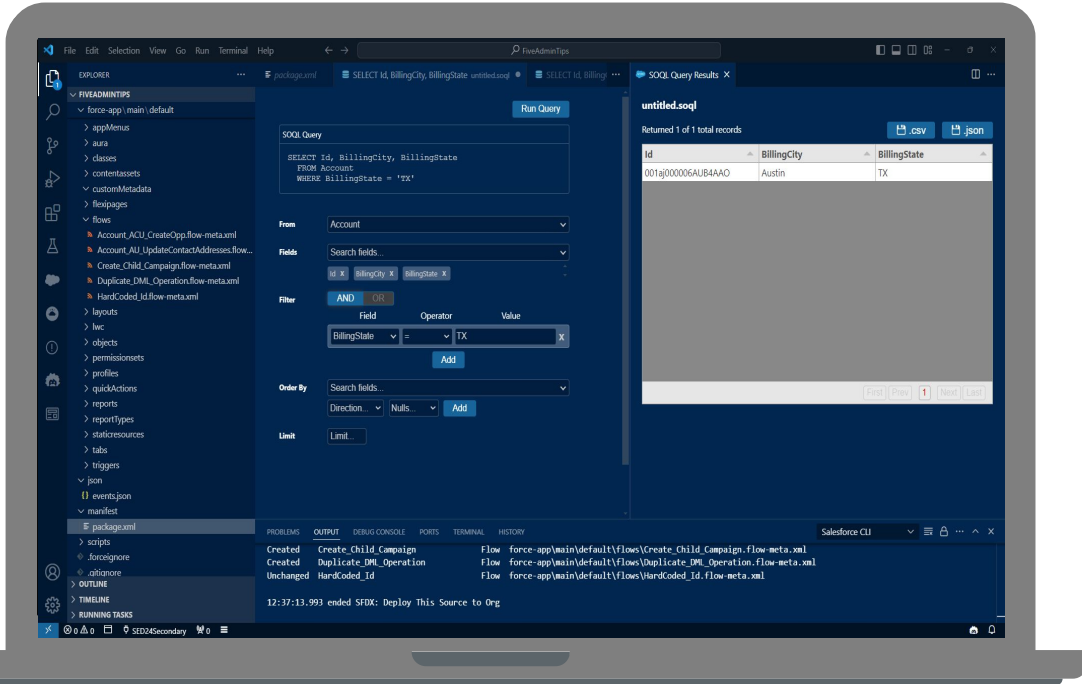 File Edit Selection View Go Run Terminal Help
FiveAdminTips
EXPLORER
FIVEADMINTIPS
force-app \ main \ default
appMenus
aura
classes
contentassets
customMetadata
flexipages
flows
Account_ACU_CreateOpp.flow-meta.xml
Account_AU_UpdateContactAddresses.flow...
Create_Child_Campaign.flow-meta.xml
Duplicate_DML_Operation.flow-meta.xml
HardCoded_Id.flow-meta.xml
layouts
lwc
objects
permissionsets
profiles
quickActions
reports
reportTypes
staticresources
tabs
triggers
json
{} events.json
manifest
package.xml
scripts
.forceignore
.gitignore
OUTLINE
TIMELINE
RUNNING TASKS
package.xml
SELECT Id, BillingCity, BillingState untitled.soql
SELECT Id, Billing
Run Query
SOQL Query
SELECT Id, BillingCity, BillingState
FROM Account
WHERE BillingState = 'TX'
From Account
Fields Search fields...
Id X BillingCity X BillingState X
Filter AND OR
Field Operator Value
BillingState = TX X
Add
Order By Search fields...
Direction... Nulls... Add
Limit Limit...
SOQL Query Results X
untitled.soql
Returned 1 of 1 total records
.csv .json
Id BillingCity BillingState
001aj000006AUB4AAO Austin TX
First Prev 1 Next Last
PROBLEMS OUTPUT DEBUG CONSOLE PORTS TERMINAL HISTORY
Salesforce CLI
Created Create_Child_Campaign Flow force-app\main\default\flows\Create_Child_Campaign.flow-meta.xml
Created Duplicate_DML_Operation Flow force-app\main\default\flows\Duplicate_DML_Operation.flow-meta.xml
Unchanged HardCoded_Id Flow force-app\main\default\flows\HardCoded_Id.flow-meta.xml
12:37:13.993 ended SFDX: Deploy This Source to Org
0 0 SED24Secondary 0
1